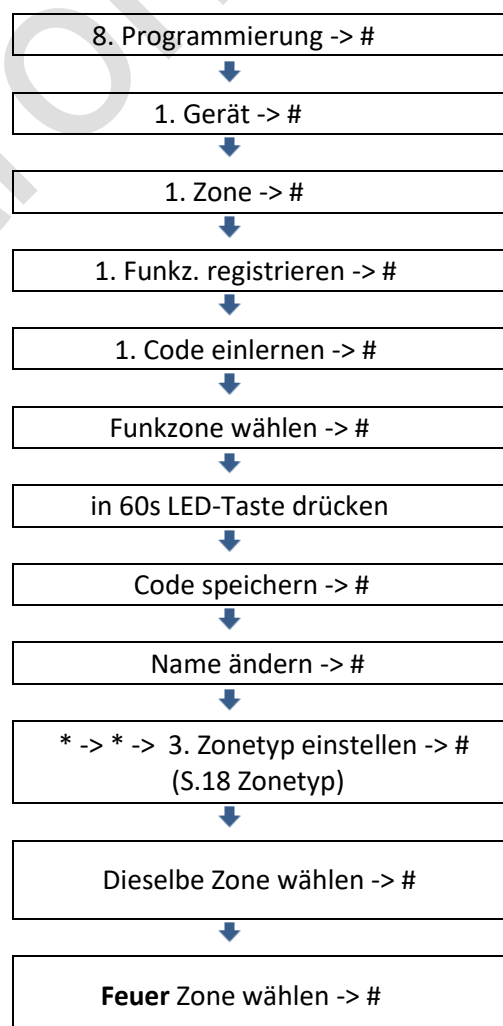 8. Programmierung -> #
1. Gerät -> #
1. Zone -> #
1. Funkz. registrieren -> #
1. Code einlernen -> #
Funkzone wählen -> #
in 60s LED-Taste drücken
Code speichern -> #
Name ändern -> #
* -> * -> 3. Zonetyp einstellen -> #
(S.18 Zonetyp)
Dieselbe Zone wählen -> #
Feuer Zone wählen -> #